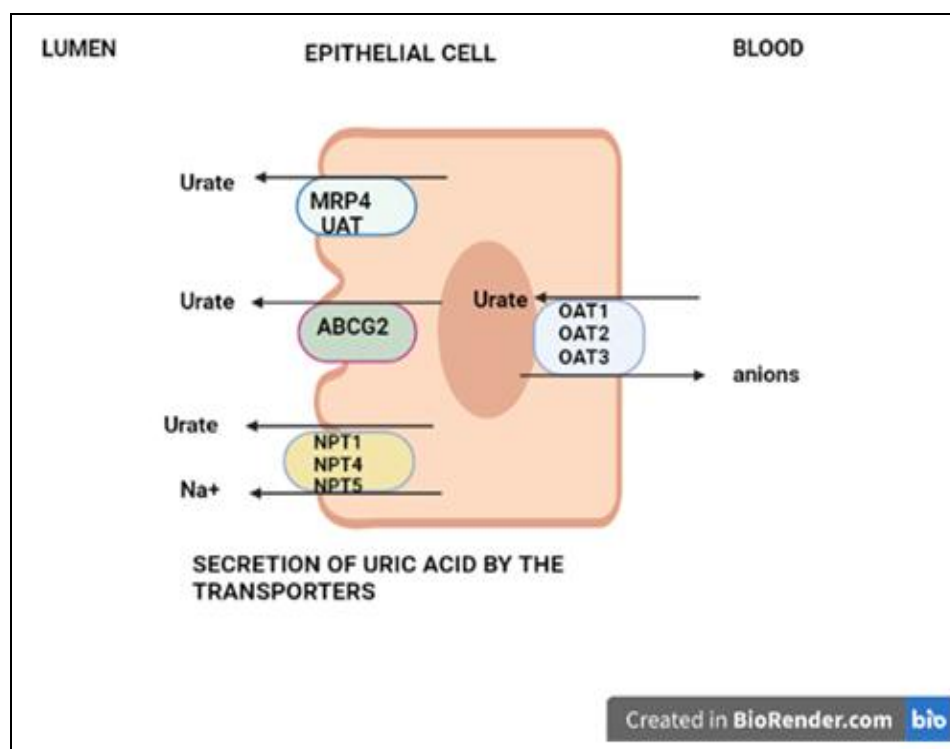 LUMEN
EPITHELIAL CELL
BLOOD
Urate
MRP4
UAT
Urate
ABCG2
Urate
OAT1
OAT2
OAT3
anions
Urate
NPT1
NPT4
NPT5
Na+
SECRETION OF URIC ACID BY THE
TRANSPORTERS
Created in BioRender.com bio